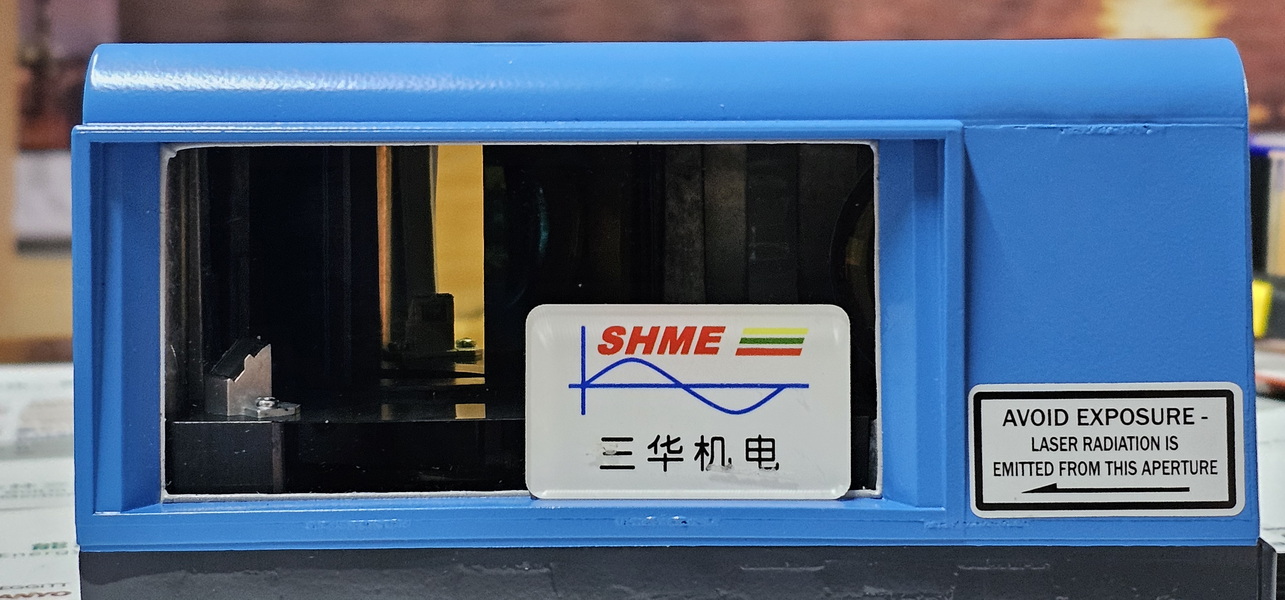 SHME
三华机电
AVOID EXPOSURE -
LASER RADIATION IS
EMITTED FROM THIS APERTURE